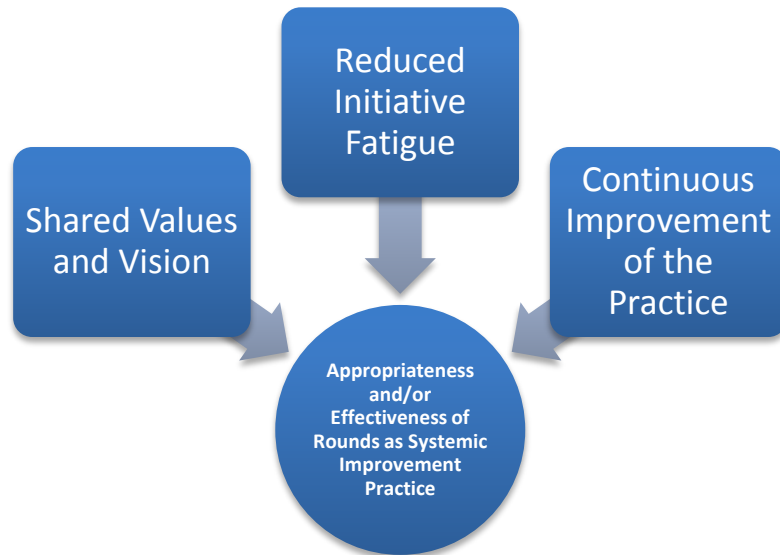 Reduced
Initiative
Fatigue
Shared Values
and Vision
Continuous
Improvement
of the
Practice
Appropriateness
and/or
Effectiveness of
Rounds as Systemic
Improvement
Practice